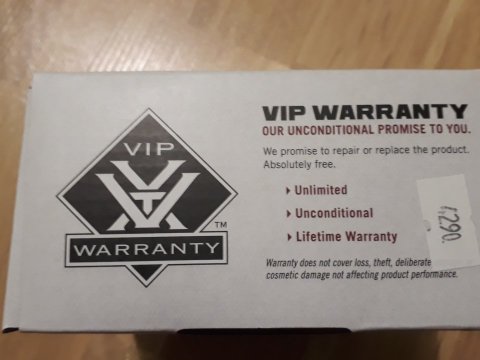 VIP
WARRANTY
TM
VIP WARRANTY
OUR UNCONDITIONAL PROMISE TO YOU.
We promise to repair or replace the product.
Absolutely free.
Unlimited
Unconditional
Lifetime Warranty
Warranty does not cover loss, theft, deliberate
cosmetic damage not affecting product performance.